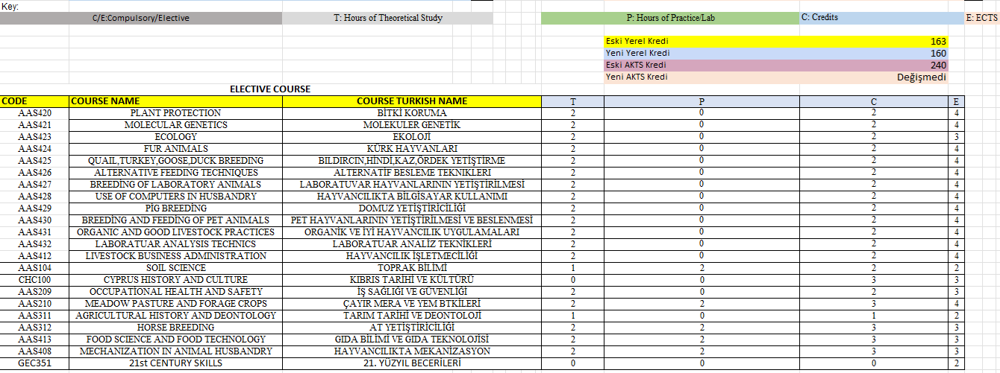 Key:
C/E:Compulsory/Elective T: Hours of Theoretical Study P: Hours of Practice/Lab C: Credits E: ECTS
Eski Yerel Kredi 163
Yeni Yerel Kredi 160
Eski AKTS Kredi 240
Yeni AKTS Kredi Değişmedi
ELECTIVE COURSE
CODE COURSE NAME COURSE TURKISH NAME T P C E
AAS420 PLANT PROTECTION BİTKİ KORUMA 2 0 2 4
AAS421 MOLECULAR GENETICS MOLEKULER GENETİK 2 0 2 4
AAS423 ECOLOGY EKOLOJİ 2 0 2 3
AAS424 FUR ANIMALS KÜRK HAYVANLARI 2 0 2 4
AAS425 QUAIL,TURKEY,GOOSE,DUCK BREEDING BILDIRCIN,HİNDİ,KAZ,ÖRDEK YETİŞTİRME 2 0 2 4
AAS426 ALTERNATIVE FEEDING TECHNIQUES ALTERNATİF BESLEME TEKNIKLERI 2 0 2 4
AAS427 BREEDİNG OF LABORATORY ANIMALS LABORATUVAR HAYVANLARININ YETİŞTİRİLMESİ 2 0 2 4
AAS428 USE OF COMPUTERS IN HUSBANDRY HAYVANCILIKTA BİLGİSAYAR KULLANIMI 2 0 2 4
AAS429 PİG BREEDİNG DOMUZ YETİŞTİRİCİLİĞİ 2 0 2 4
AAS430 BREEDİNG AND FEEDİNG OF PET ANIMALS PET HAYVANLARININ YETİŞTİRİLMESİ VE BESLENMESİ 2 0 2 4
AAS431 ORGANIC AND GOOD LIVESTOCK PRACTICES ORGANİK VE İYİ HAYVANCILIK UYGULAMALARI 2 0 2 4
AAS432 LABORATUAR ANALYSIS TECHNICS LABORATUAR ANALİZ TEKNİKLERİ 2 0 2 4
AAS412 LIVESTOCK BUSINESS ADMINISTRATION HAYVANCILIK İŞLETMECİLİĞİ 2 0 2 4
AAS104 SOIL SCIENCE TOPRAK BİLİMİ 1 2 2 2
CHC100 CYPRUS HISTORY AND CULTURE KIBRIS TARİHİ VE KÜLTÜRÜ 0 0 3 3
AAS209 OCCUPATİONAL HEALTH AND SAFETY İŞ SAĞLIĞI VE GÜVENLİĞİ 2 0 2 3
AAS210 MEADOW PASTURE AND FORAGE CROPS ÇAYIR MERA VE YEM BTKİLERİ 2 2 3 4
AAS311 AGRICULTURAL HISTORY AND DEONTOLOGY TARIM TARİHİ VE DEONTOLOJİ 1 0 1 2
AAS312 HORSE BREEDING AT YETİŞTİRİCİLİĞİ 2 2 3 3
AAS413 FOOD SCIENCE AND FOOD TECHNOLOGY GIDA BİLİMİ VE GIDA TEKNOLOJİSİ 2 2 3 3
AAS408 MECHANIZATION IN ANIMAL HUSBANDRY HAYVANCILIKTA MEKANİZASYON 2 2 3 3
GEC351 21st CENTURY SKILLS 21. YÜZYIL BECERİLERİ 0 0 0 2